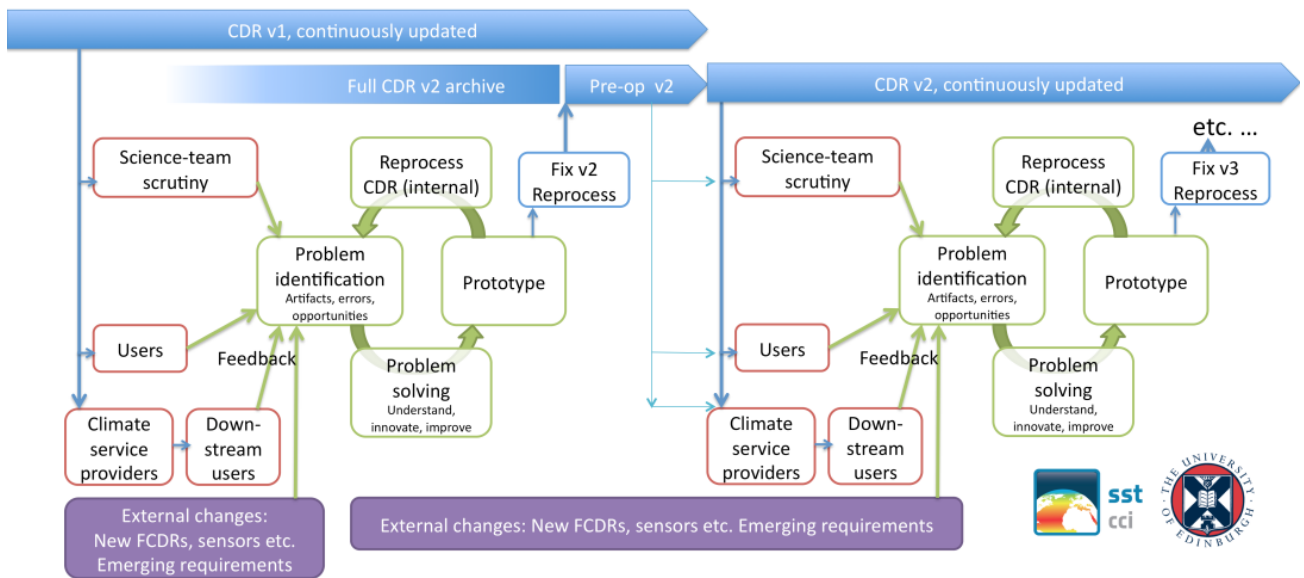 CDR v1, continuously updated
Full CDR v2 archive
Pre-op v2
CDR v2, continuously updated
Science-team
scrutiny
Reprocess
CDR (internal)
Fix v2
Reprocess
Problem
identification
Artifacts, errors,
opportunities
Prototype
Users
Feedback
Problem
solving
Understand,
innovate, improve
Climate
service
providers
Down-
stream
users
External changes:
New FCDRs, sensors etc.
Emerging requirements
Science-team
scrutiny
Reprocess
CDR (internal)
etc. ...
Fix v3
Reprocess
Problem
identification
Artifacts, errors,
opportunities
Prototype
Users
Feedback
Problem
solving
Understand,
innovate, improve
Climate
service
providers
Down-
stream
users
External changes: New FCDRs, sensors etc. Emerging requirements
sst
cci
THE UNIVERSITY
OF EDINBURGH